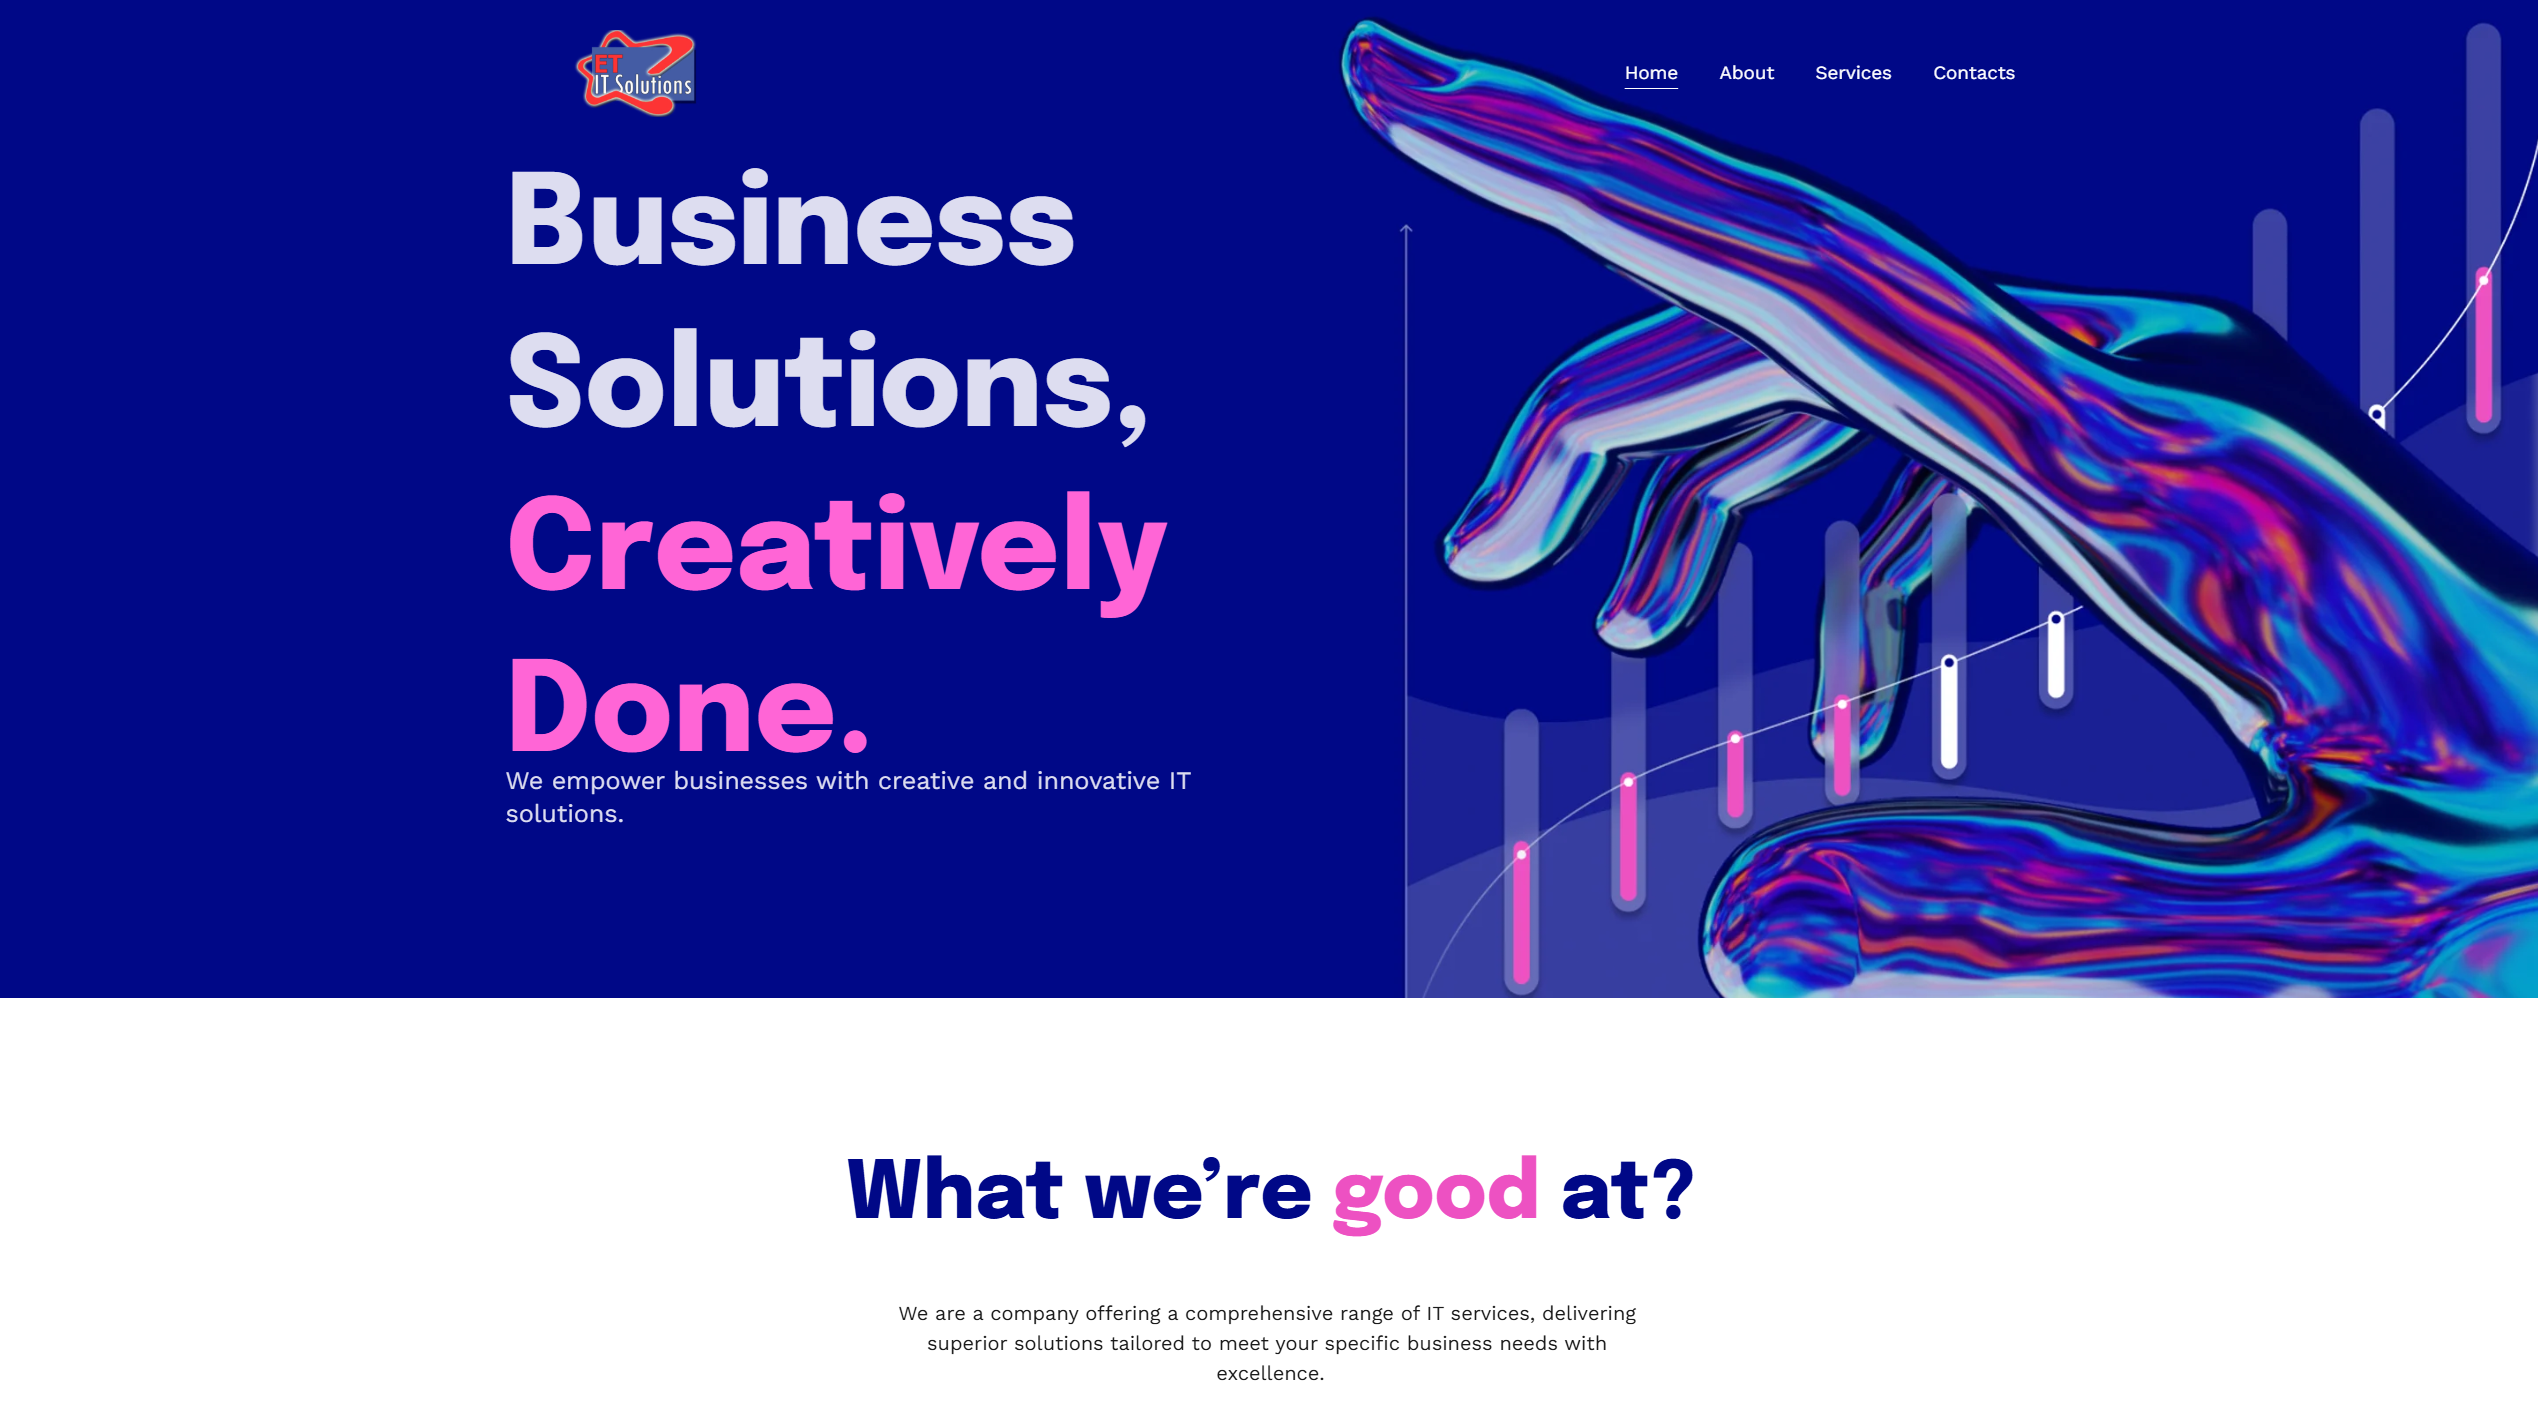 ET
IT Solutions
Home
About
Services
Contacts
Business
Solutions,
Creatively
Done.
We empower businesses with creative and innovative IT
solutions.
What we’re good at?
We are a company offering a comprehensive range of IT services, delivering
superior solutions tailored to meet your specific business needs with
excellence.